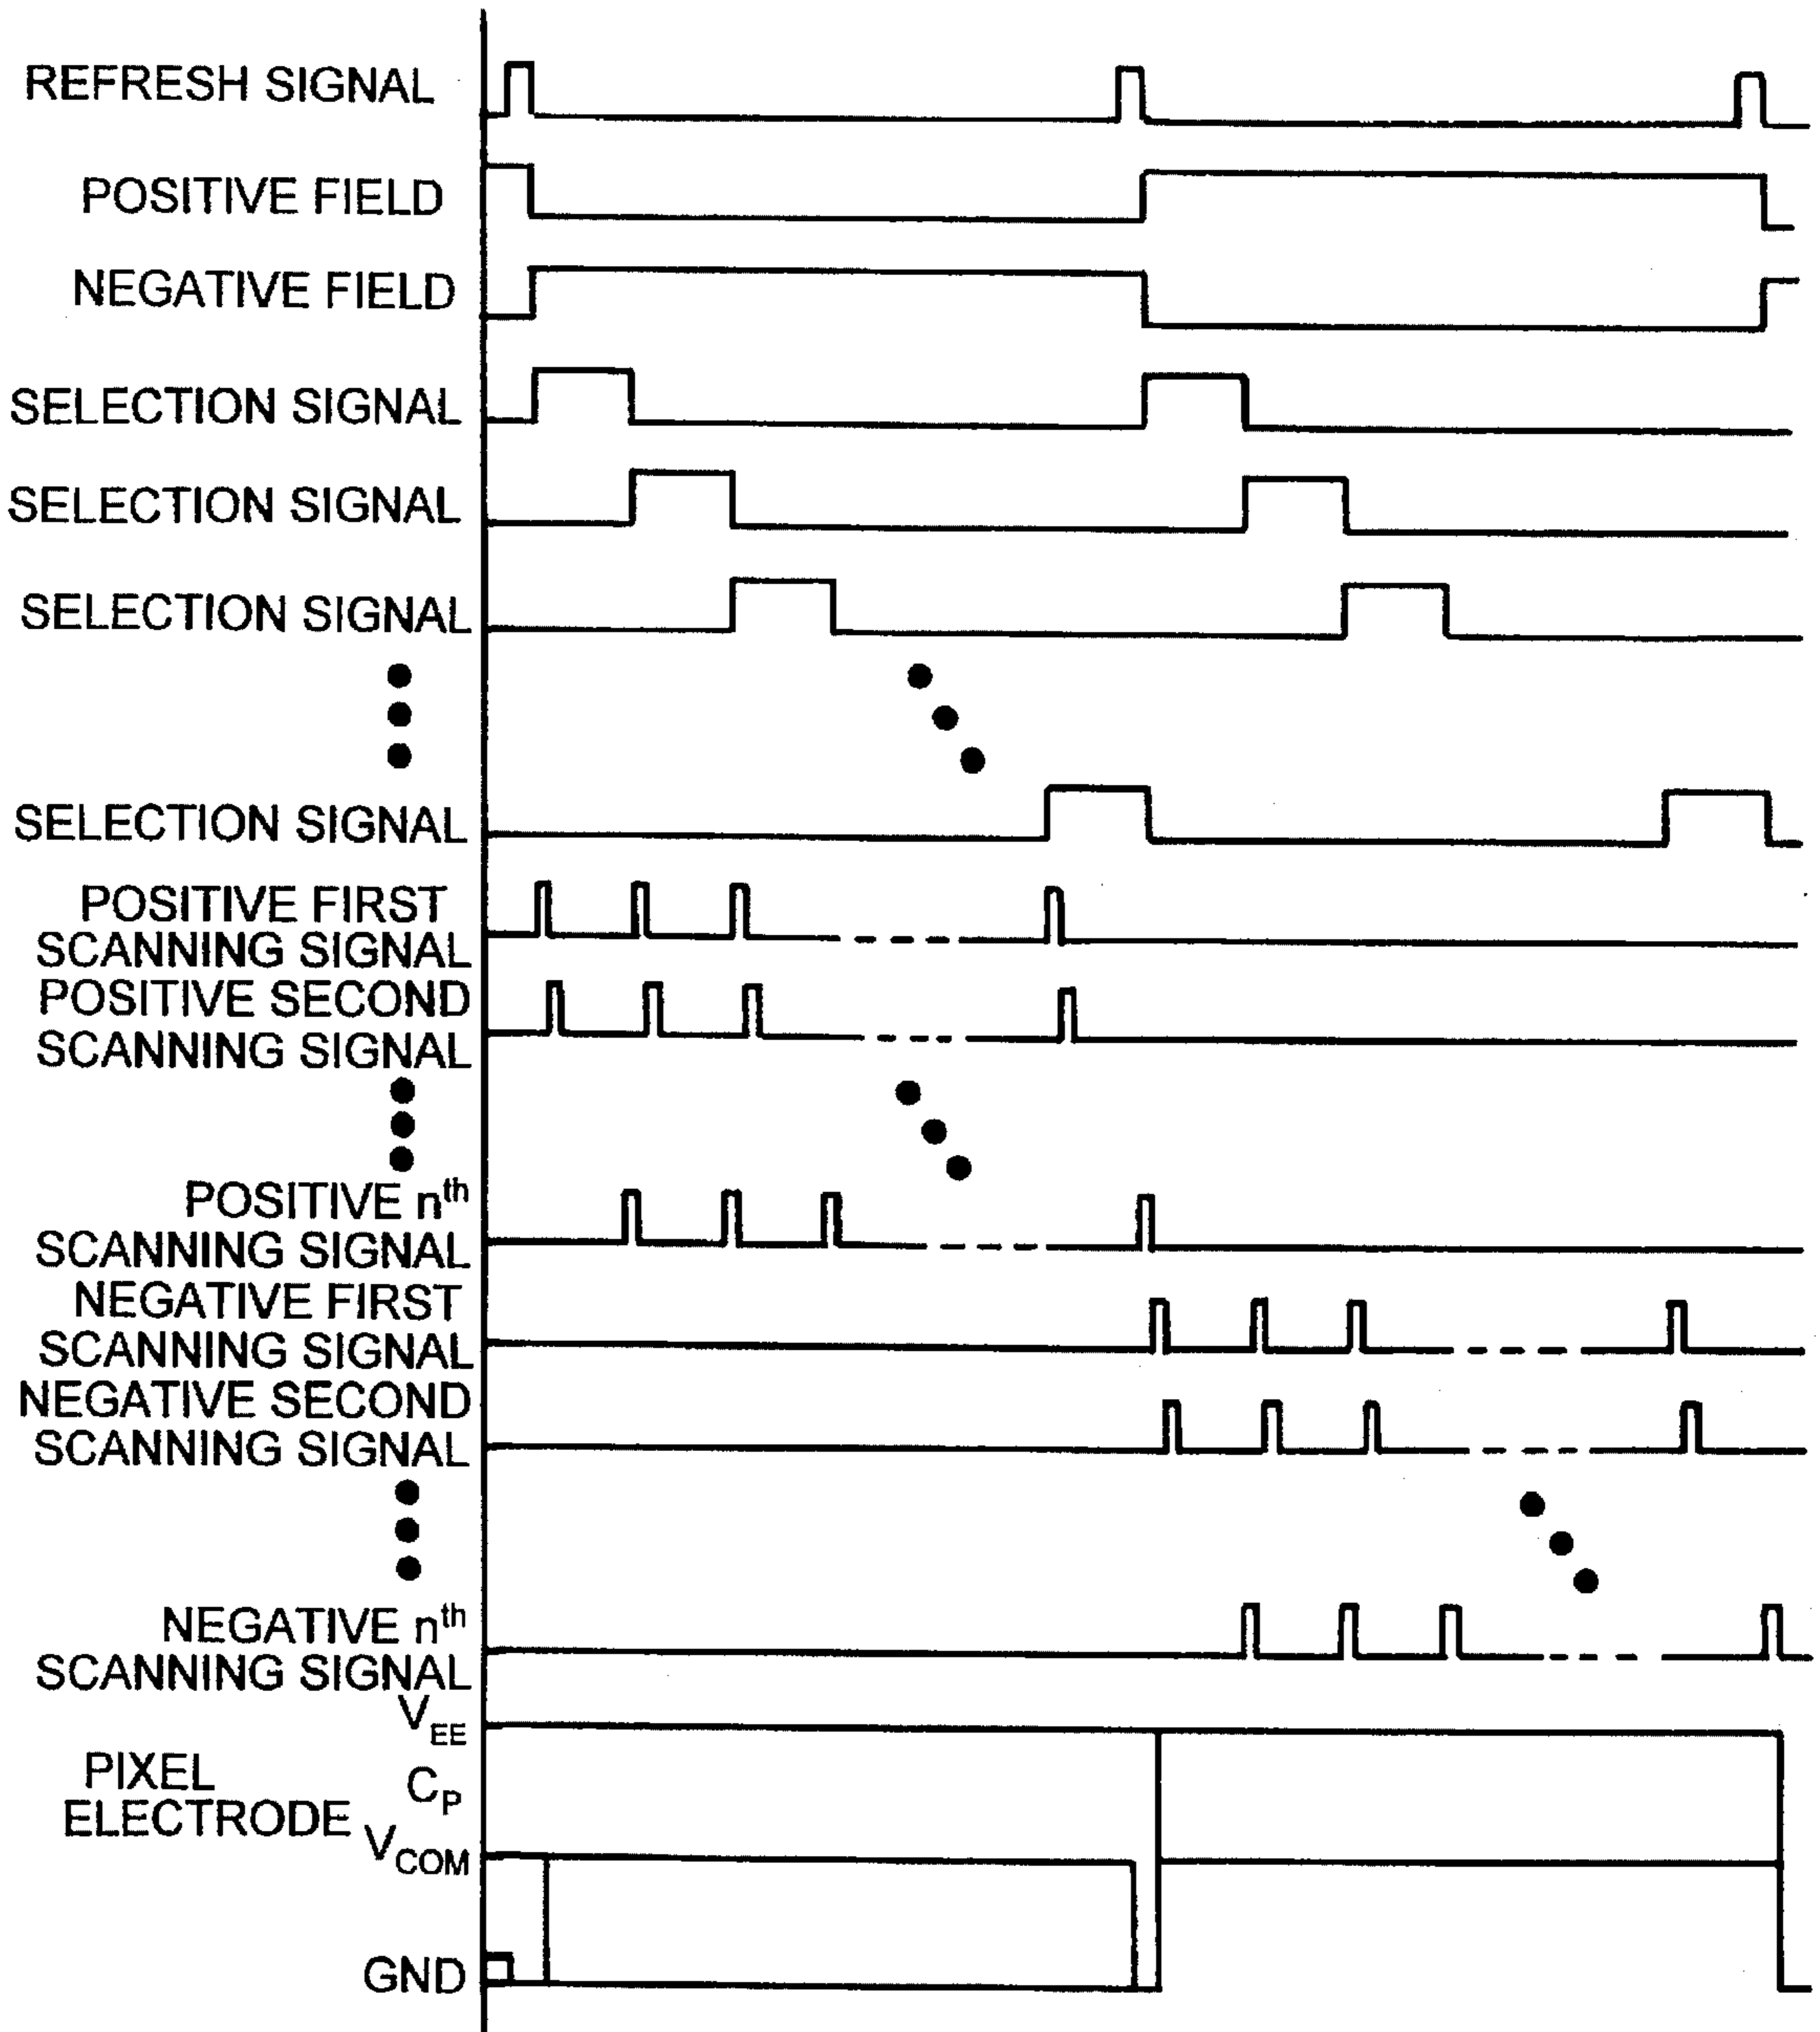 REFRESH SIGNAL
POSITIVE FIELD
NEGATIVE FIELD
SELECTION SIGNAL
SELECTION SIGNAL
SELECTION SIGNAL
SELECTION SIGNAL
POSITIVE FIRST
SCANNING SIGNAL
POSITIVE SECOND
SCANNING SIGNAL
POSITIVE nth
SCANNING SIGNAL
NEGATIVE FIRST
SCANNING SIGNAL
NEGATIVE SECOND
SCANNING SIGNAL
NEGATIVE nth
SCANNING SIGNAL
VEE
PIXEL
ELECTRODE
CP
VCOM
GND